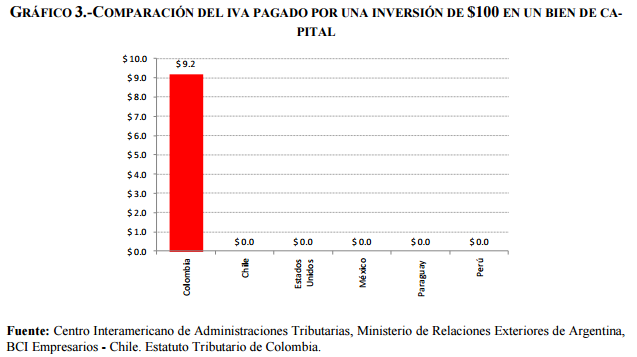 GRÁFICO 3.-COMPARACIÓN DEL IVA PAGADO POR UNA INVERSIÓN DE $100 EN UN BIEN DE CA-
PITAL
$ 10.0
$ 9.0
$ 8.0
$ 7.0
$ 6.0
$ 5.0
$ 4.0
$ 3.0
$ 2.0
$ 1.0
$ 0.0
$ 9.2
$ 0.0
$ 0.0
$ 0.0
$ 0.0
$ 0.0
Colombia
Chile
Estados
Unidos
México
Paraguay
Perú
Fuente: Centro Interamericano de Administraciones Tributarias, Ministerio de Relaciones Exteriores de Argentina,
BCI Empresarios - Chile. Estatuto Tributario de Colombia.